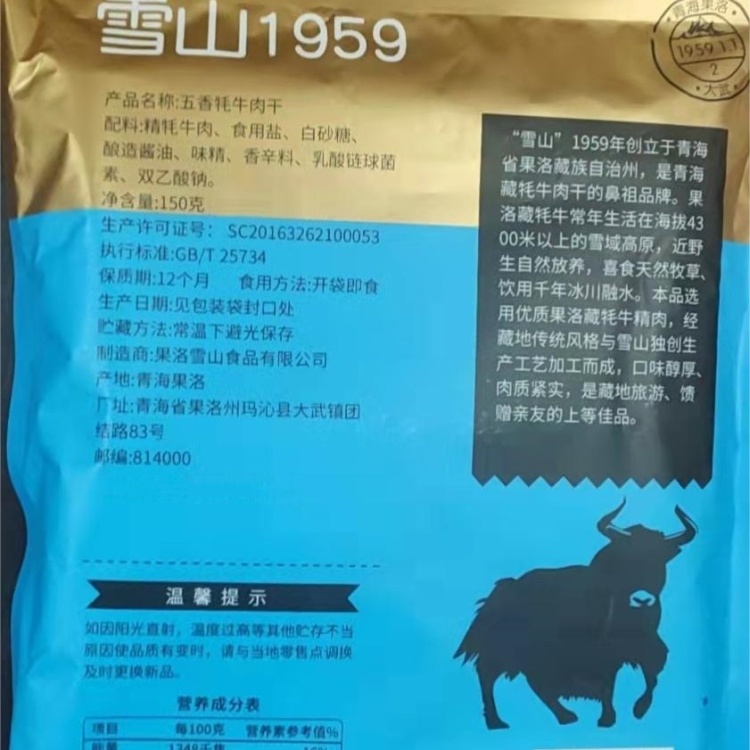 雪山1959
青海果洛
1959.1.1
2
·大武·
产品名称:五香牦牛肉干
配料:精牦牛肉、食用盐、白砂糖、
酿造酱油、味精、香辛料、乳酸链球菌
素、双乙酸钠。
净含量:150克
生产许可证号： SC20163262100053
执行标准:GB/T 25734
保质期:12个月 食用方法:开袋即食
生产日期:见包装袋封口处
贮藏方法:常温下避光保存
制造商:果洛雪山食品有限公司
产地:青海果洛
厂址:青海省果洛州玛沁县大武镇团
结路83号
邮编:814000
“雪山”1959年创立于青海
省果洛藏族自治州，是青海
藏牦牛肉干的鼻祖品牌。果
洛藏牦牛常年生活在海拔43
00米以上的雪域高原，近野
生自然放养，喜食天然牧草、
饮用千年冰川融水。本品选
用优质果洛藏牦牛精肉，经
藏地传统风格与雪山独创生
产工艺加工而成，口味醇厚、
肉质紧实，是藏地旅游、馈
赠亲友的上等佳品。
温馨提示
如因阳光直射，温度过高等其他贮存不当
原因使品质有变时，请与当地零售点调换
及时更换新品。
营养成分表
项目 每100克 营养素参考值%
能量 1348千焦 16%